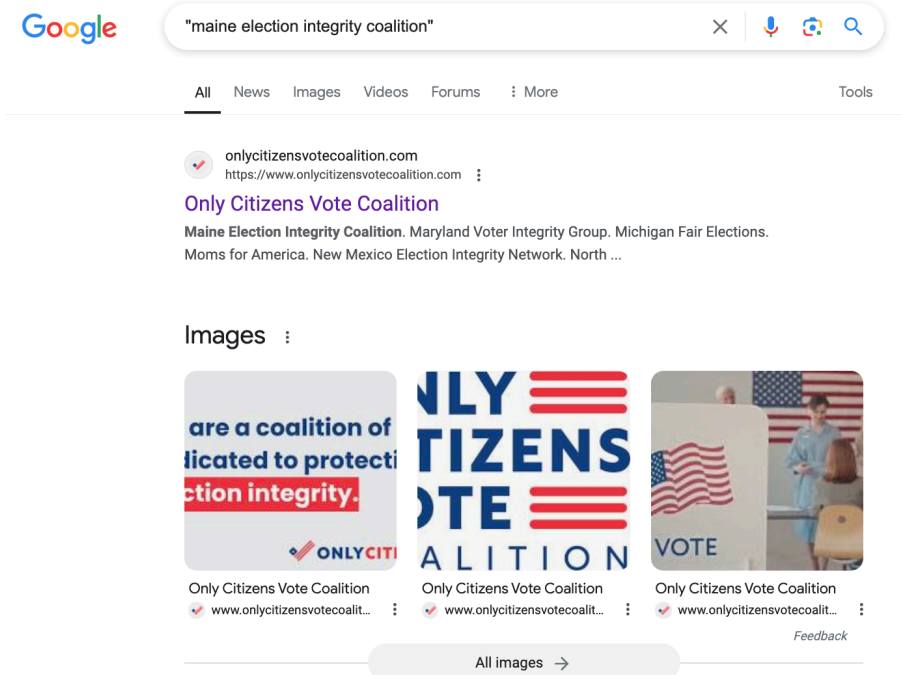 Google
"maine election integrity coalition"
All News Images Videos Forums More Tools
onlycitizensvotecoalition.com
https://www.onlycitizensvotecoalition.com
Only Citizens Vote Coalition
Maine Election Integrity Coalition. Maryland Voter Integrity Group. Michigan Fair Elections.
Moms for America. New Mexico Election Integrity Network. North ...
Images
are a coalition of
dicated to protecti
ction integrity.
ONLYCITI
NLY
TIZENS
OTE
ALITION
VOTE
Only Citizens Vote Coalition
www.onlycitizensvotecoalit...
Only Citizens Vote Coalition
www.onlycitizensvotecoalit...
Only Citizens Vote Coalition
www.onlycitizensvotecoalit...
Feedback
All images →